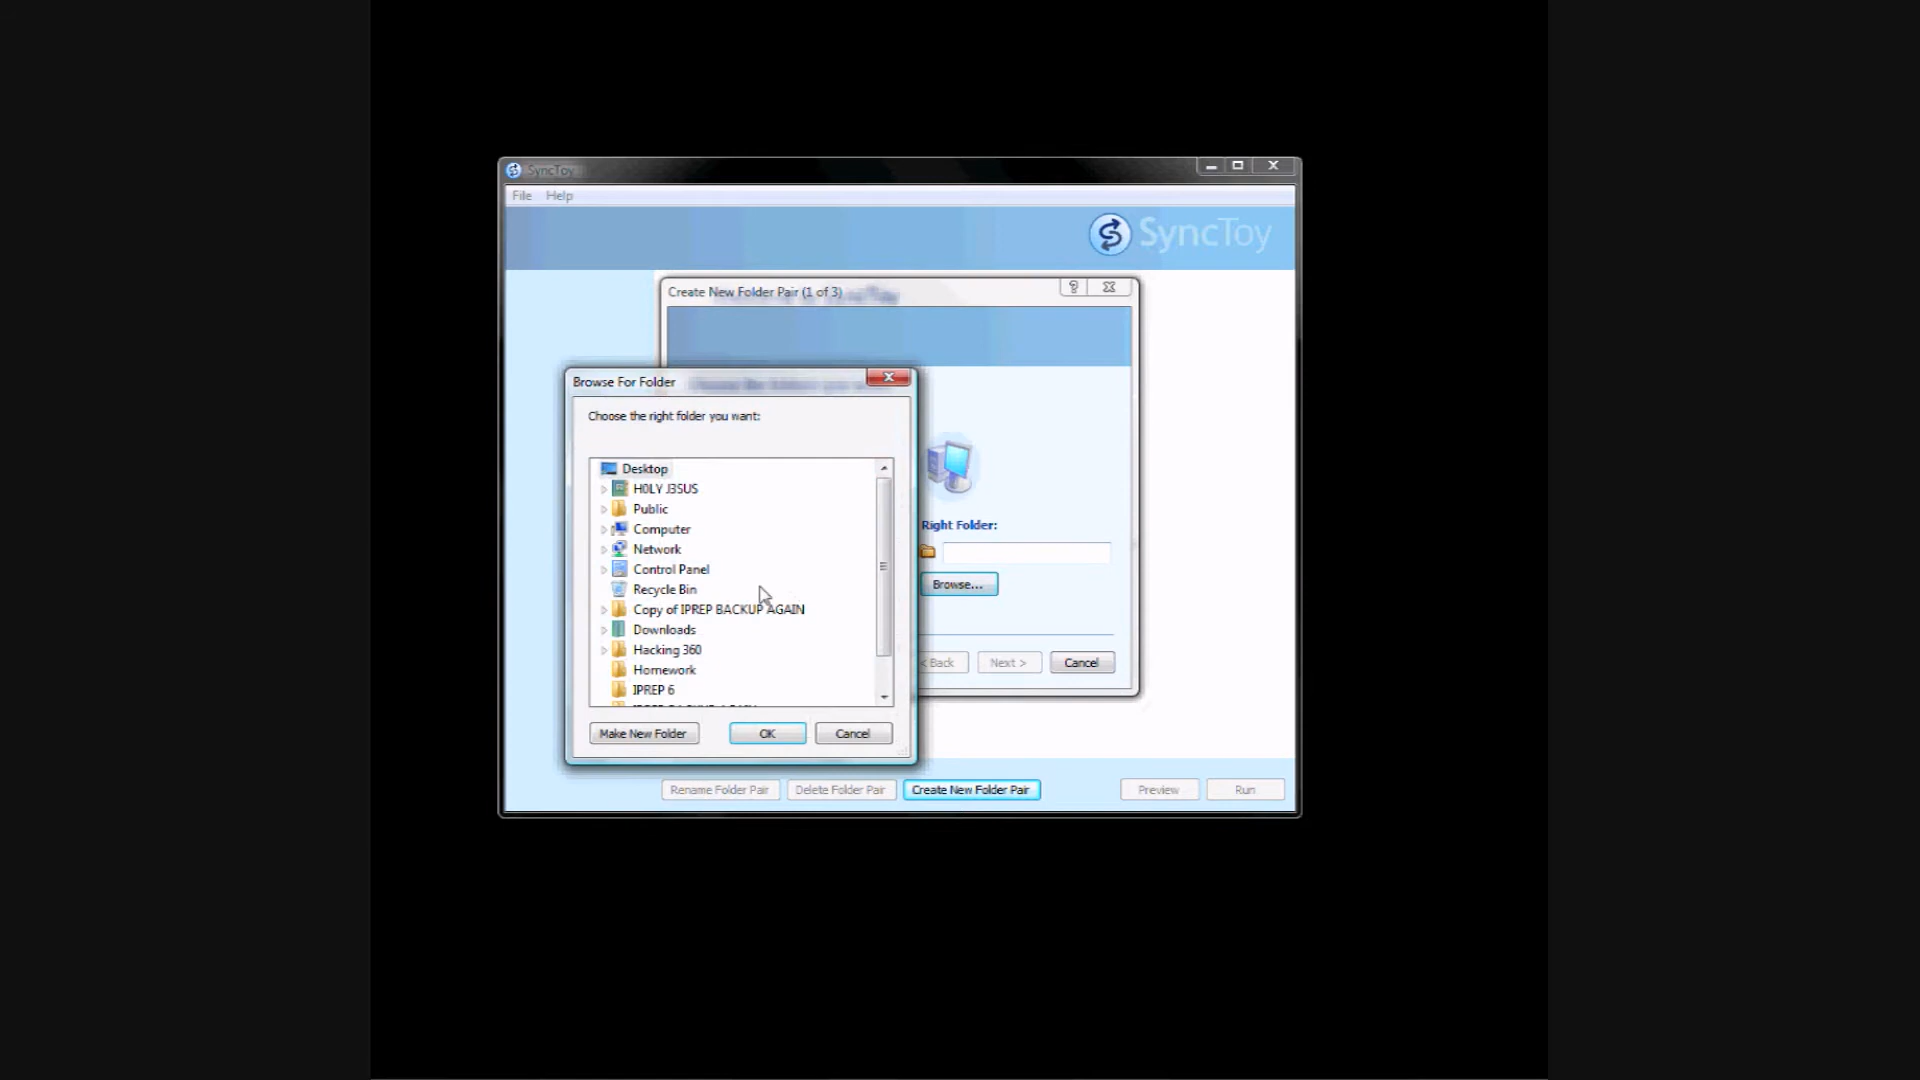 SyncToy
File Help
SyncToy
Create New Folder Pair (1 of 3)
Browse For Folder
Choose the right folder you want:
Desktop
H0LY J3SUS
Public
Computer
Network
Control Panel
Recycle Bin
Copy of IPREP BACKUP AGAIN
Downloads
Hacking 360
Homework
IPREP 6
Make New Folder OK Cancel
Right Folder:
Browse...
< Back Next > Cancel
Rename Folder Pair Delete Folder Pair Create New Folder Pair Preview Run